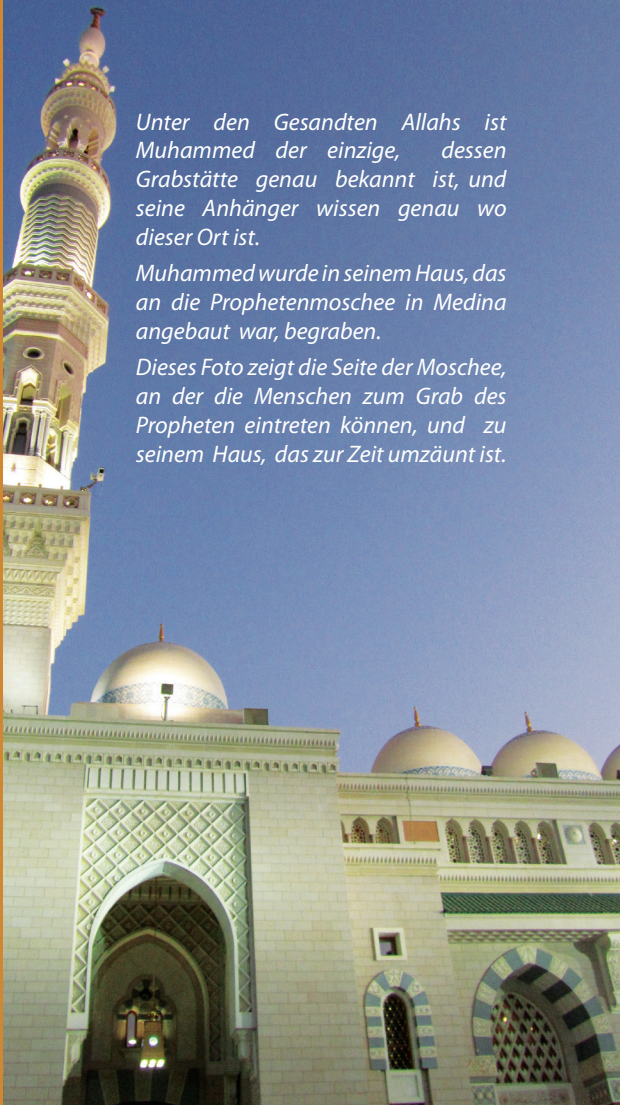 Unter den Gesandten Allahs ist
Muhammed der einzige, dessen
Grabstätte genau bekannt ist, und
seine Anhänger wissen genau wo
dieser Ort ist.
Muhammed wurde in seinem Haus, das
an die Prophetenmoschee in Medina
angebaut war, begraben.
Dieses Foto zeigt die Seite der Moschee,
an der die Menschen zum Grab des
Propheten eintreten können, und zu
seinem Haus, das zur Zeit umzäunt ist.